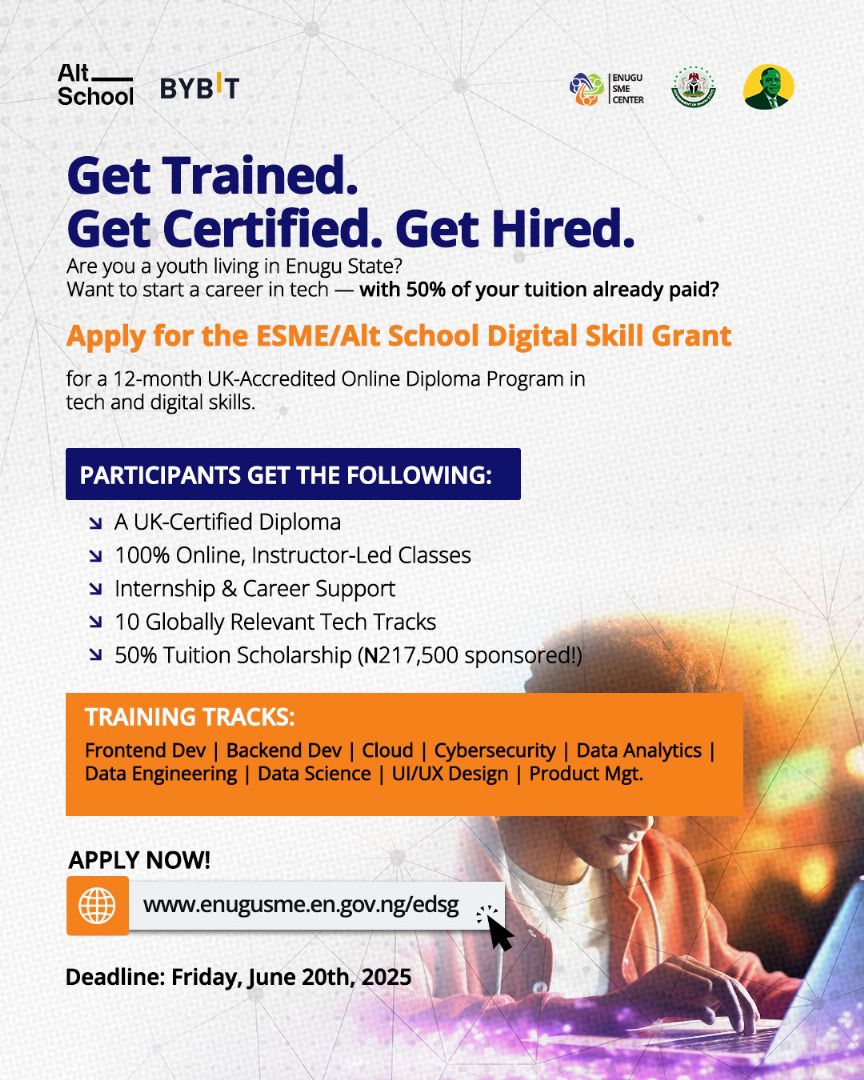 Alt
School
BYBIT
ENUGU
SME
CENTER
Get Trained.
Get Certified. Get Hired.
Are you a youth living in Enugu State?
Want to start a career in tech — with 50% of your tuition already paid?
Apply for the ESME/Alt School Digital Skill Grant
for a 12-month UK-Accredited Online Diploma Program in
tech and digital skills.
PARTICIPANTS GET THE FOLLOWING:
A UK-Certified Diploma
100% Online, Instructor-Led Classes
Internship & Career Support
10 Globally Relevant Tech Tracks
50% Tuition Scholarship (N217,500 sponsored!)
TRAINING TRACKS:
Frontend Dev | Backend Dev | Cloud | Cybersecurity | Data Analytics |
Data Engineering | Data Science | UI/UX Design | Product Mgt.
APPLY NOW!
www.enugusme.en.gov.ng/edsg
Deadline: Friday, June 20th, 2025